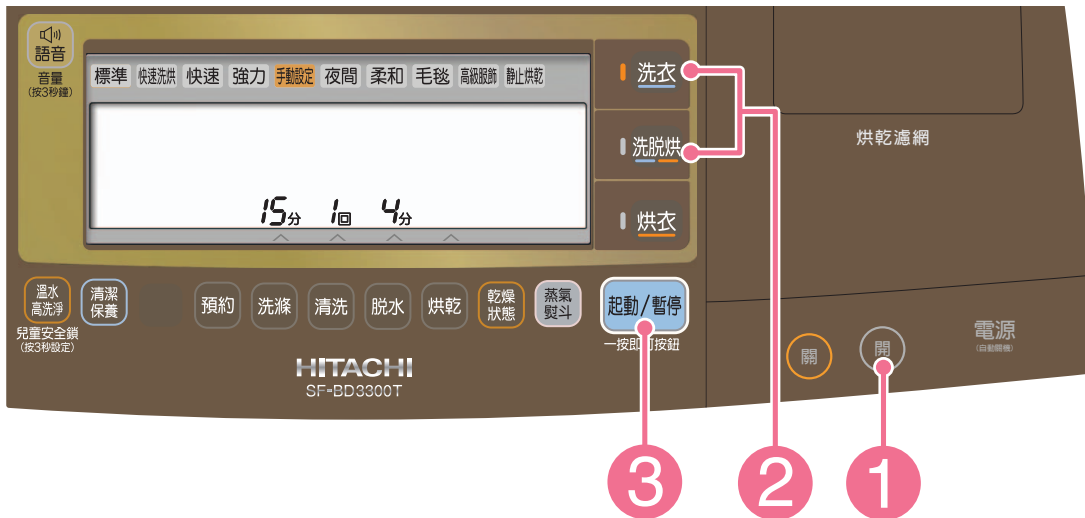 語音
音量
(按3秒鐘)
標準 快速洗烘 快速 強力 手動設定 夜間 柔和 毛毯 高級服飾 靜止烘乾
15分 1回 4分
洗衣
洗脱烘
烘衣
烘乾濾網
溫水
高洗淨
兒童安全鎖
(按3秒設定)
清潔
保養
預約
洗滌
清洗
脱水
烘乾
乾燥
狀態
蒸氣
熨斗
起動/暫停
一按即可按鈕
HITACHI
SF-BD3300T
關
開
電源
(自動關機)
3
2
1